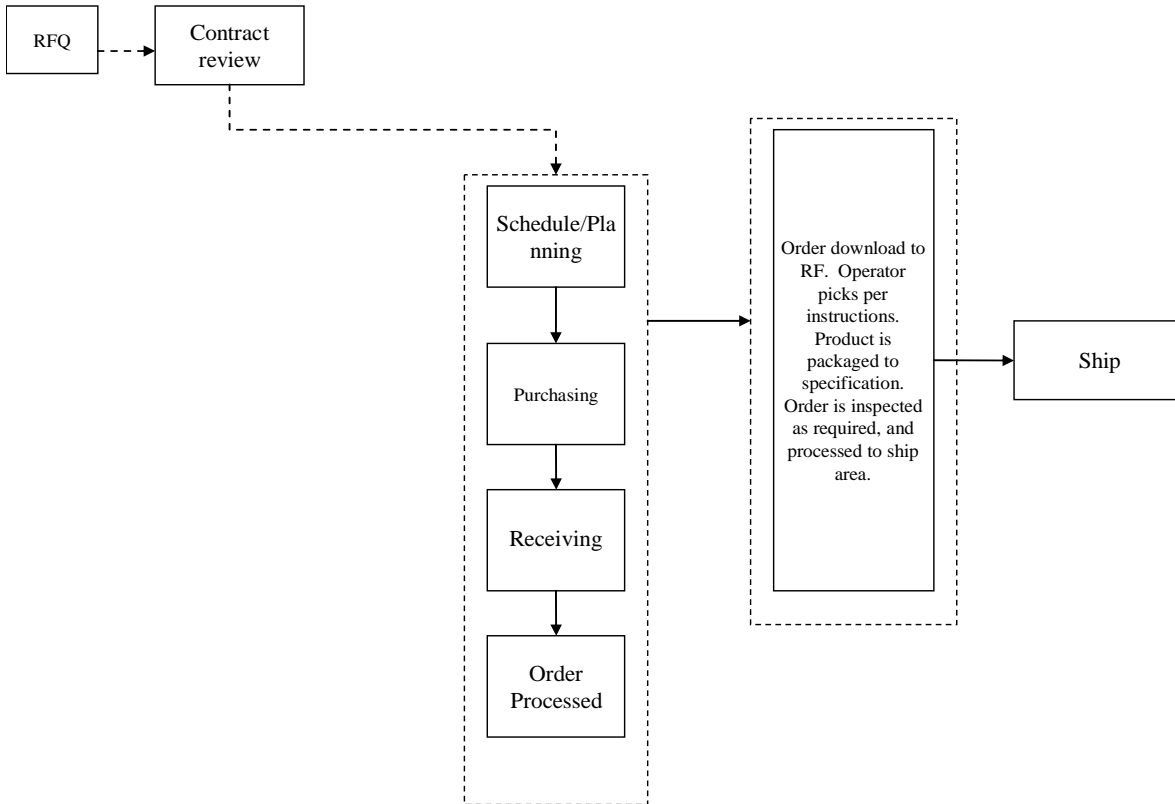 RFQ
Contract
review
Schedule/Pla
nning
Purchasing
Receiving
Order
Processed
Order download to
RF.  Operator
picks per
instructions.
Product is
packaged to
specification.
Order is inspected
as required, and
processed to ship
area.
Ship